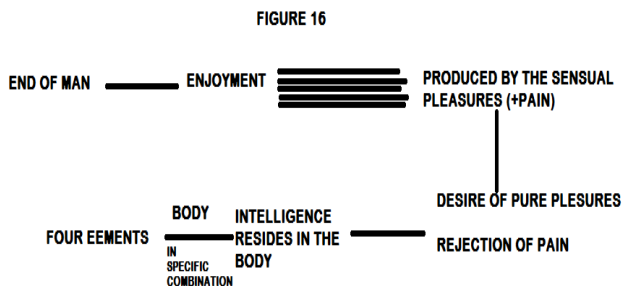 FIGURE 16
END OF MAN
ENJOYMENT
PRODUCED BY THE SENSUAL
PLEASURES (+PAIN)
DESIRE OF PURE PLESURES
REJECTION OF PAIN
FOUR EEMENTS
BODY
IN
SPECIFIC
COMBINATION
INTELLIGENCE
RESIDES IN THE
BODY